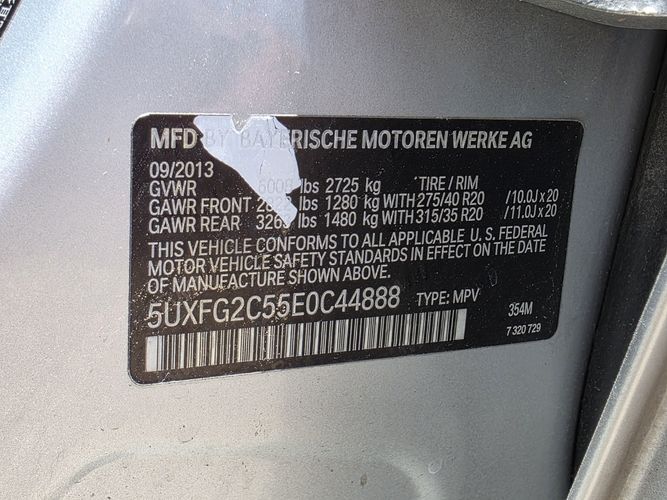 MFD BY BAYERISCHE MOTOREN WERKE AG
09/2013
GVWR 6008 lbs 2725 kg TIRE / RIM
GAWR FRONT lbs 1280 kg WITH 275/40 R20 /10.0J x 20
GAWR REAR lbs 1480 kg WITH 315/35 R20 /11.0J x 20
THIS VEHICLE CONFORMS TO ALL APPLICABLE U.S. FEDERAL
MOTOR VEHICLE SAFETY STANDARDS IN EFFECT ON THE DATE
OF MANUFACTURE SHOWN ABOVE.
5UXFG2C55E0C44888 TYPE: MPV 354M
7 320 729